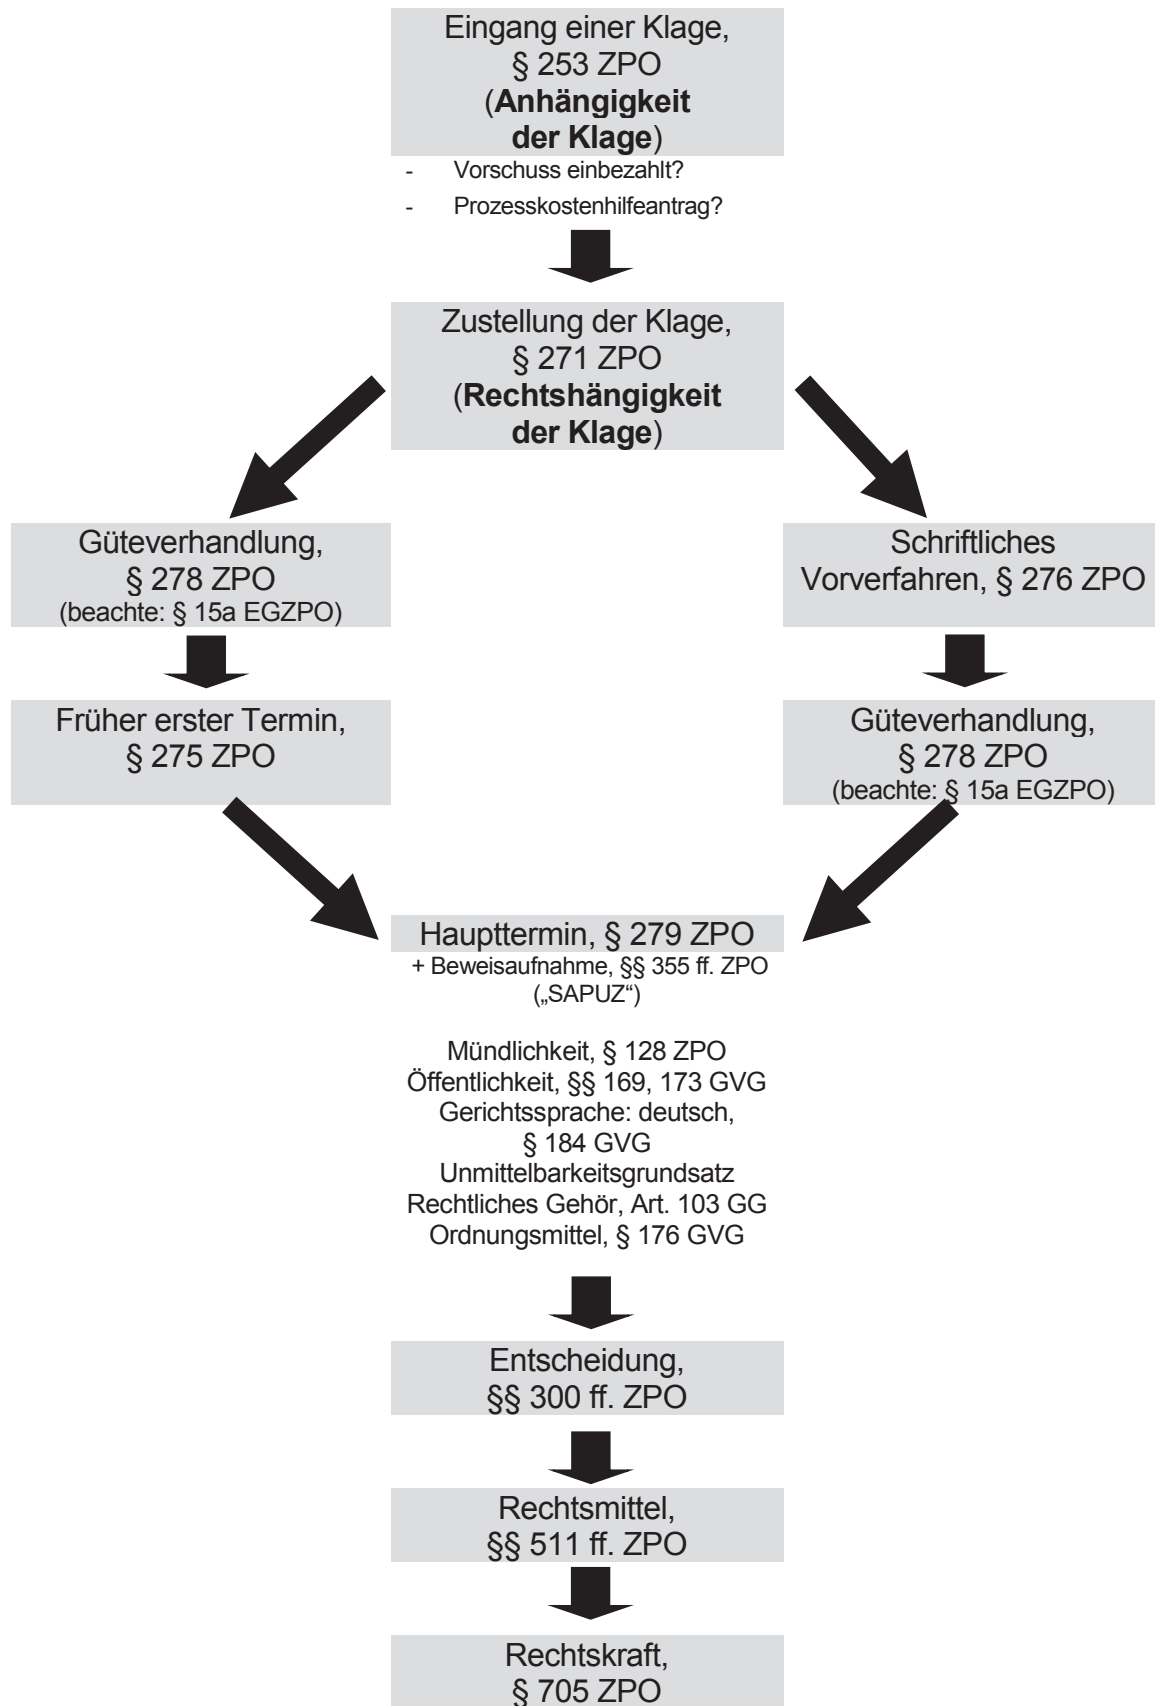 Eingang einer Klage,
§ 253 ZPO
(Anhängigkeit
der Klage)
- Vorschuss einbezahlt?
- Prozesskostenhilfeantrag?
Zustellung der Klage,
§ 271 ZPO
(Rechtshängigkeit
der Klage)
Güteverhandlung,
§ 278 ZPO
(beachte: § 15a EGZPO)
Schriftliches
Vorverfahren, § 276 ZPO
Früher erster Termin,
§ 275 ZPO
Güteverhandlung,
§ 278 ZPO
(beachte: § 15a EGZPO)
Haupttermin, § 279 ZPO
+ Beweisaufnahme, §§ 355 ff. ZPO
(„SAPUZ“)
Mündlichkeit, § 128 ZPO
Öffentlichkeit, §§ 169, 173 GVG
Gerichtssprache: deutsch,
§ 184 GVG
Unmittelbarkeitsgrundsatz
Rechtliches Gehör, Art. 103 GG
Ordnungsmittel, § 176 GVG
Entscheidung,
§§ 300 ff. ZPO
Rechtsmittel,
§§ 511 ff. ZPO
Rechtskraft,
§ 705 ZPO